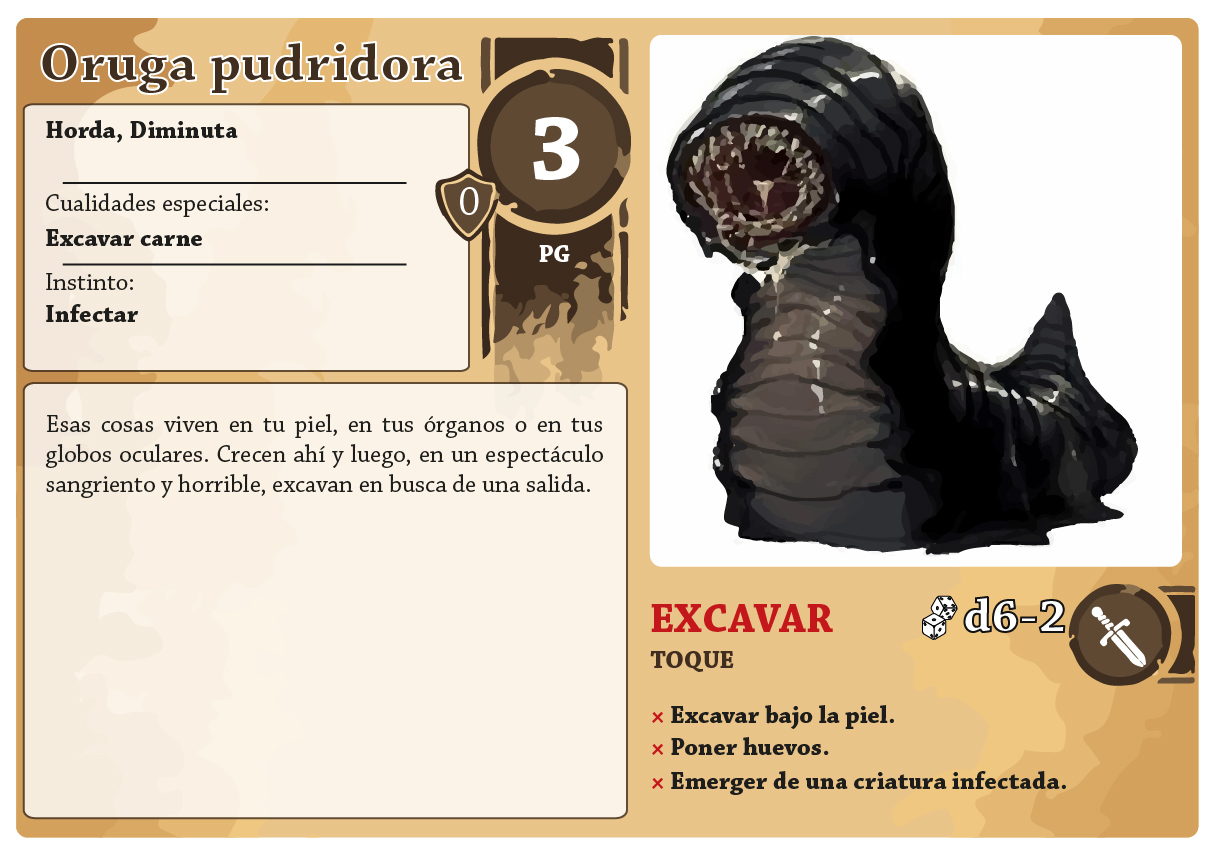 Oruga pudridora
Horda, Diminuta
3
0
PG
Cualidades especiales:
Excavar carne
Instinto:
Infectar
Esas cosas viven en tu piel, en tus órganos o en tus
globos oculares. Crecen ahí y luego, en un espectáculo
sangriento y horrible, excavan en busca de una salida.
EXCAVAR
d6-2
TOQUE
× Excavar bajo la piel.
× Poner huevos.
× Emerger de una criatura infectada.